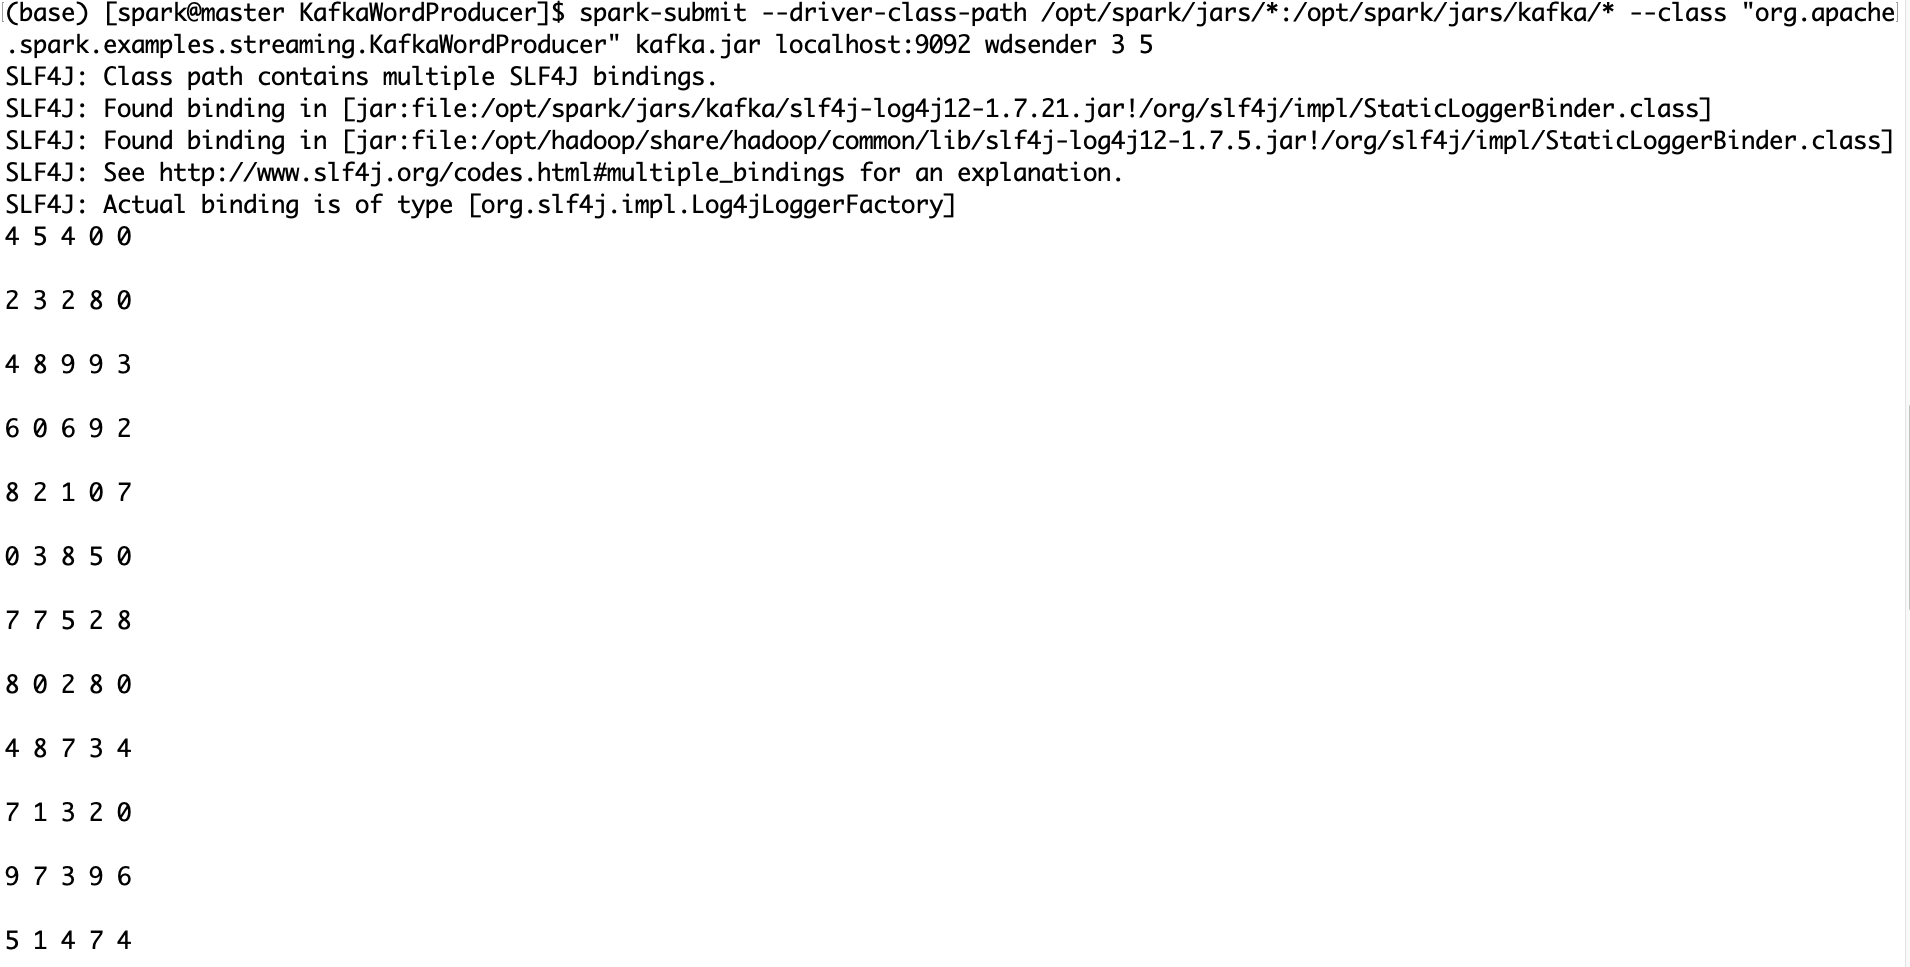 (base) [spark@master KafkaWordProducer]$ spark-submit --driver-class-path /opt/spark/jars/*:/opt/spark/jars/kafka/* --class "org.apache
.spark.examples.streaming.KafkaWordProducer" kafka.jar localhost:9092 wdsender 3 5
SLF4J: Class path contains multiple SLF4J bindings.
SLF4J: Found binding in [jar:file:/opt/spark/jars/kafka/slf4j-log4j12-1.7.21.jar!/org/slf4j/impl/StaticLoggerBinder.class]
SLF4J: Found binding in [jar:file:/opt/hadoop/share/hadoop/common/lib/slf4j-log4j12-1.7.5.jar!/org/slf4j/impl/StaticLoggerBinder.class]
SLF4J: See http://www.slf4j.org/codes.html#multiple_bindings for an explanation.
SLF4J: Actual binding is of type [org.slf4j.impl.Log4jLoggerFactory]
4 5 4 0 0
2 3 2 8 0
4 8 9 9 3
6 0 6 9 2
8 2 1 0 7
0 3 8 5 0
7 7 5 2 8
8 0 2 8 0
4 8 7 3 4
7 1 3 2 0
9 7 3 9 6
5 1 4 7 4